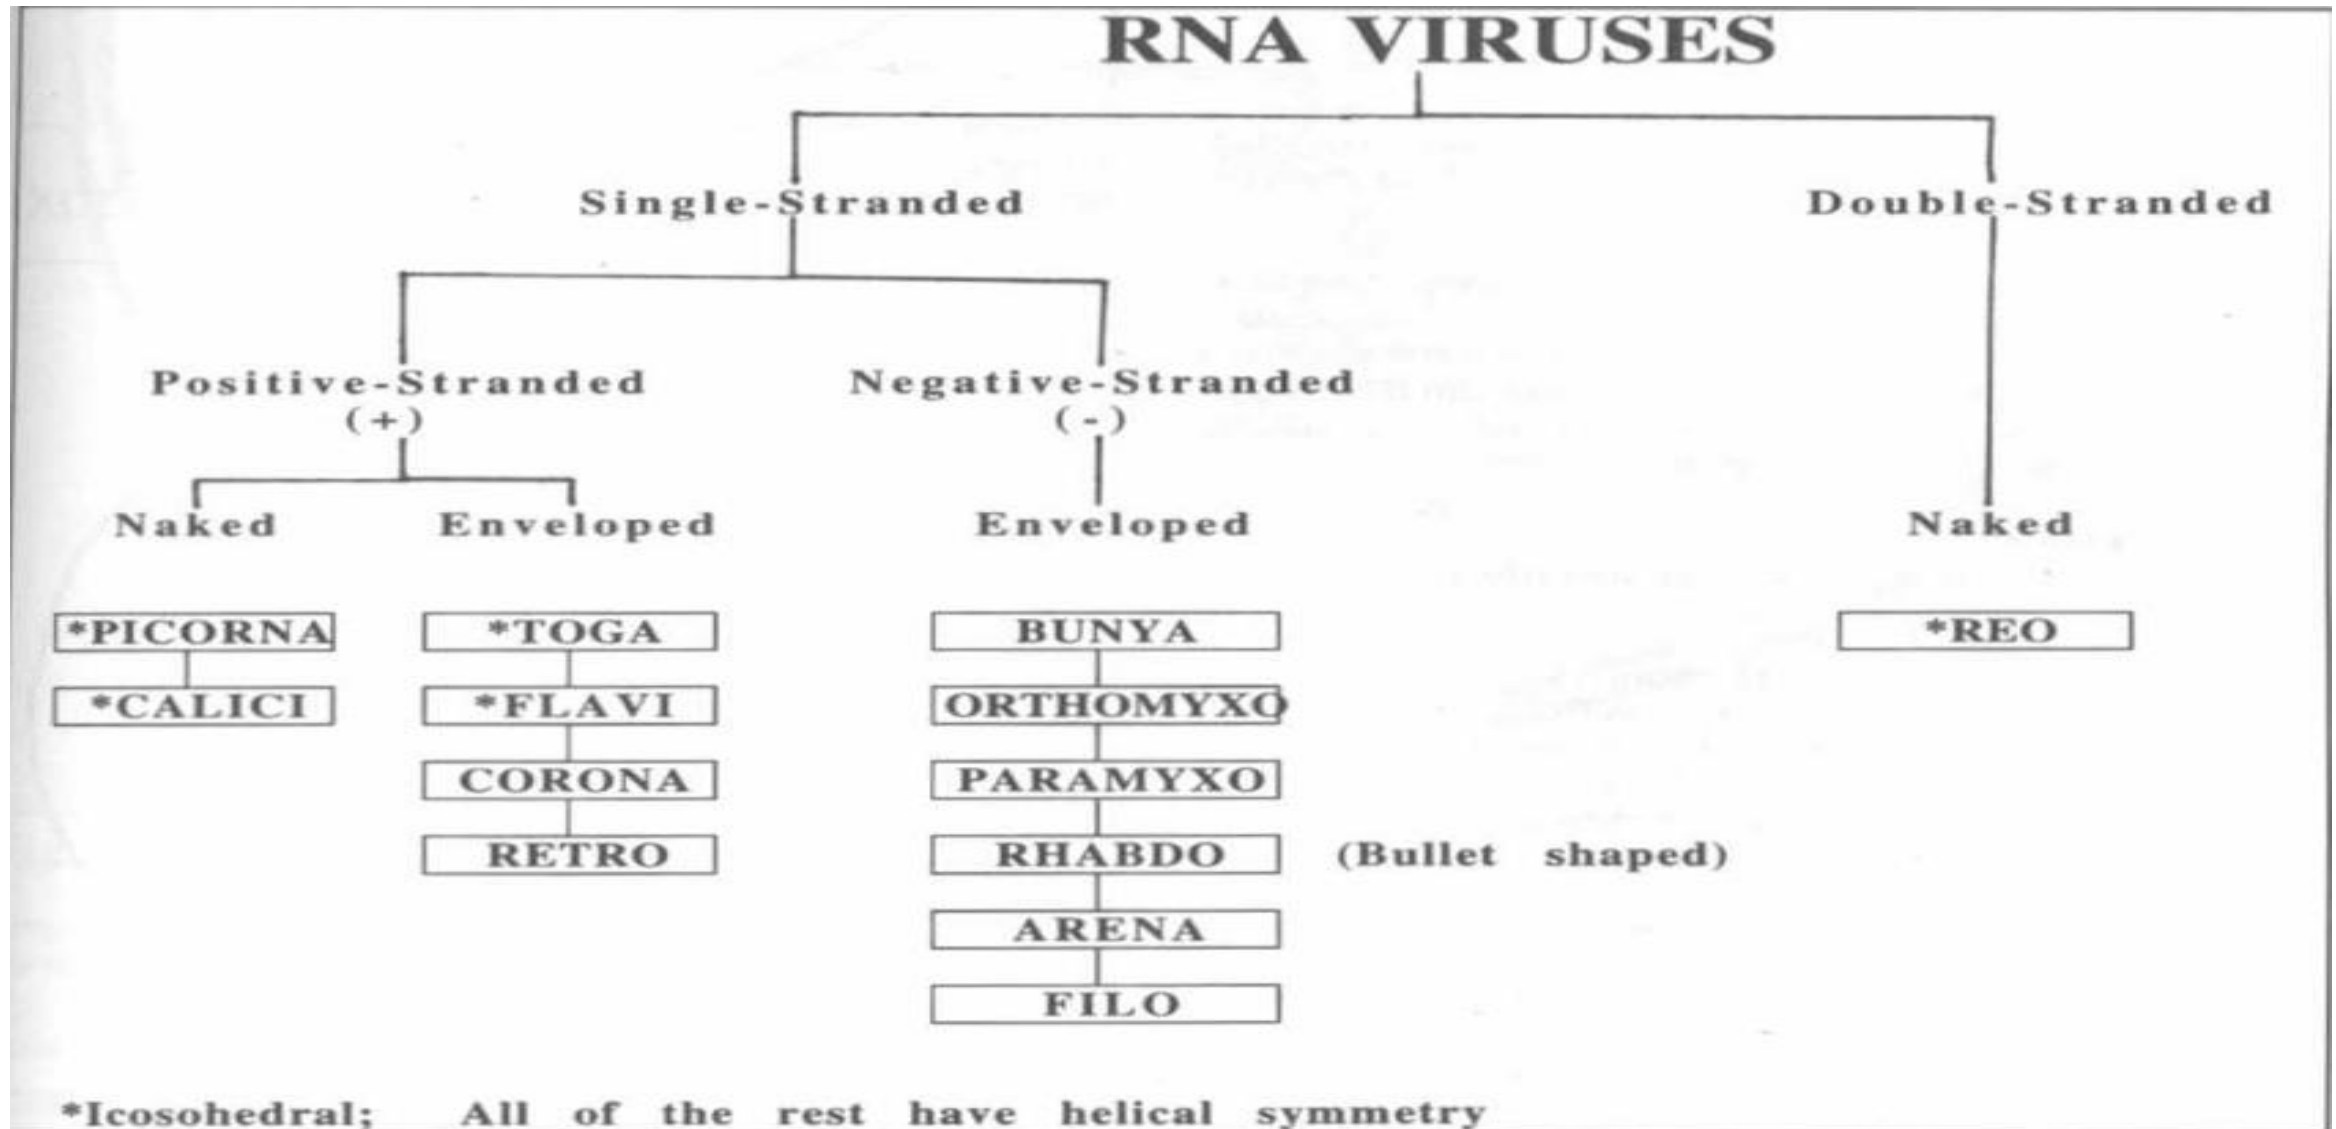 RNA VIRUSES
Single-Stranded Double-Stranded
Positive-Stranded Negative-Stranded
(+) (-)
Naked Enveloped Enveloped Naked
*PICORNA *TOGA BUNYA *REO
*CALICI *FLAVI ORTHOMYXO
CORONA PARAMYXO
RETRO RHABDO (Bullet shaped)
ARENA
FILO
*Icosohedral; All of the rest have helical symmetry